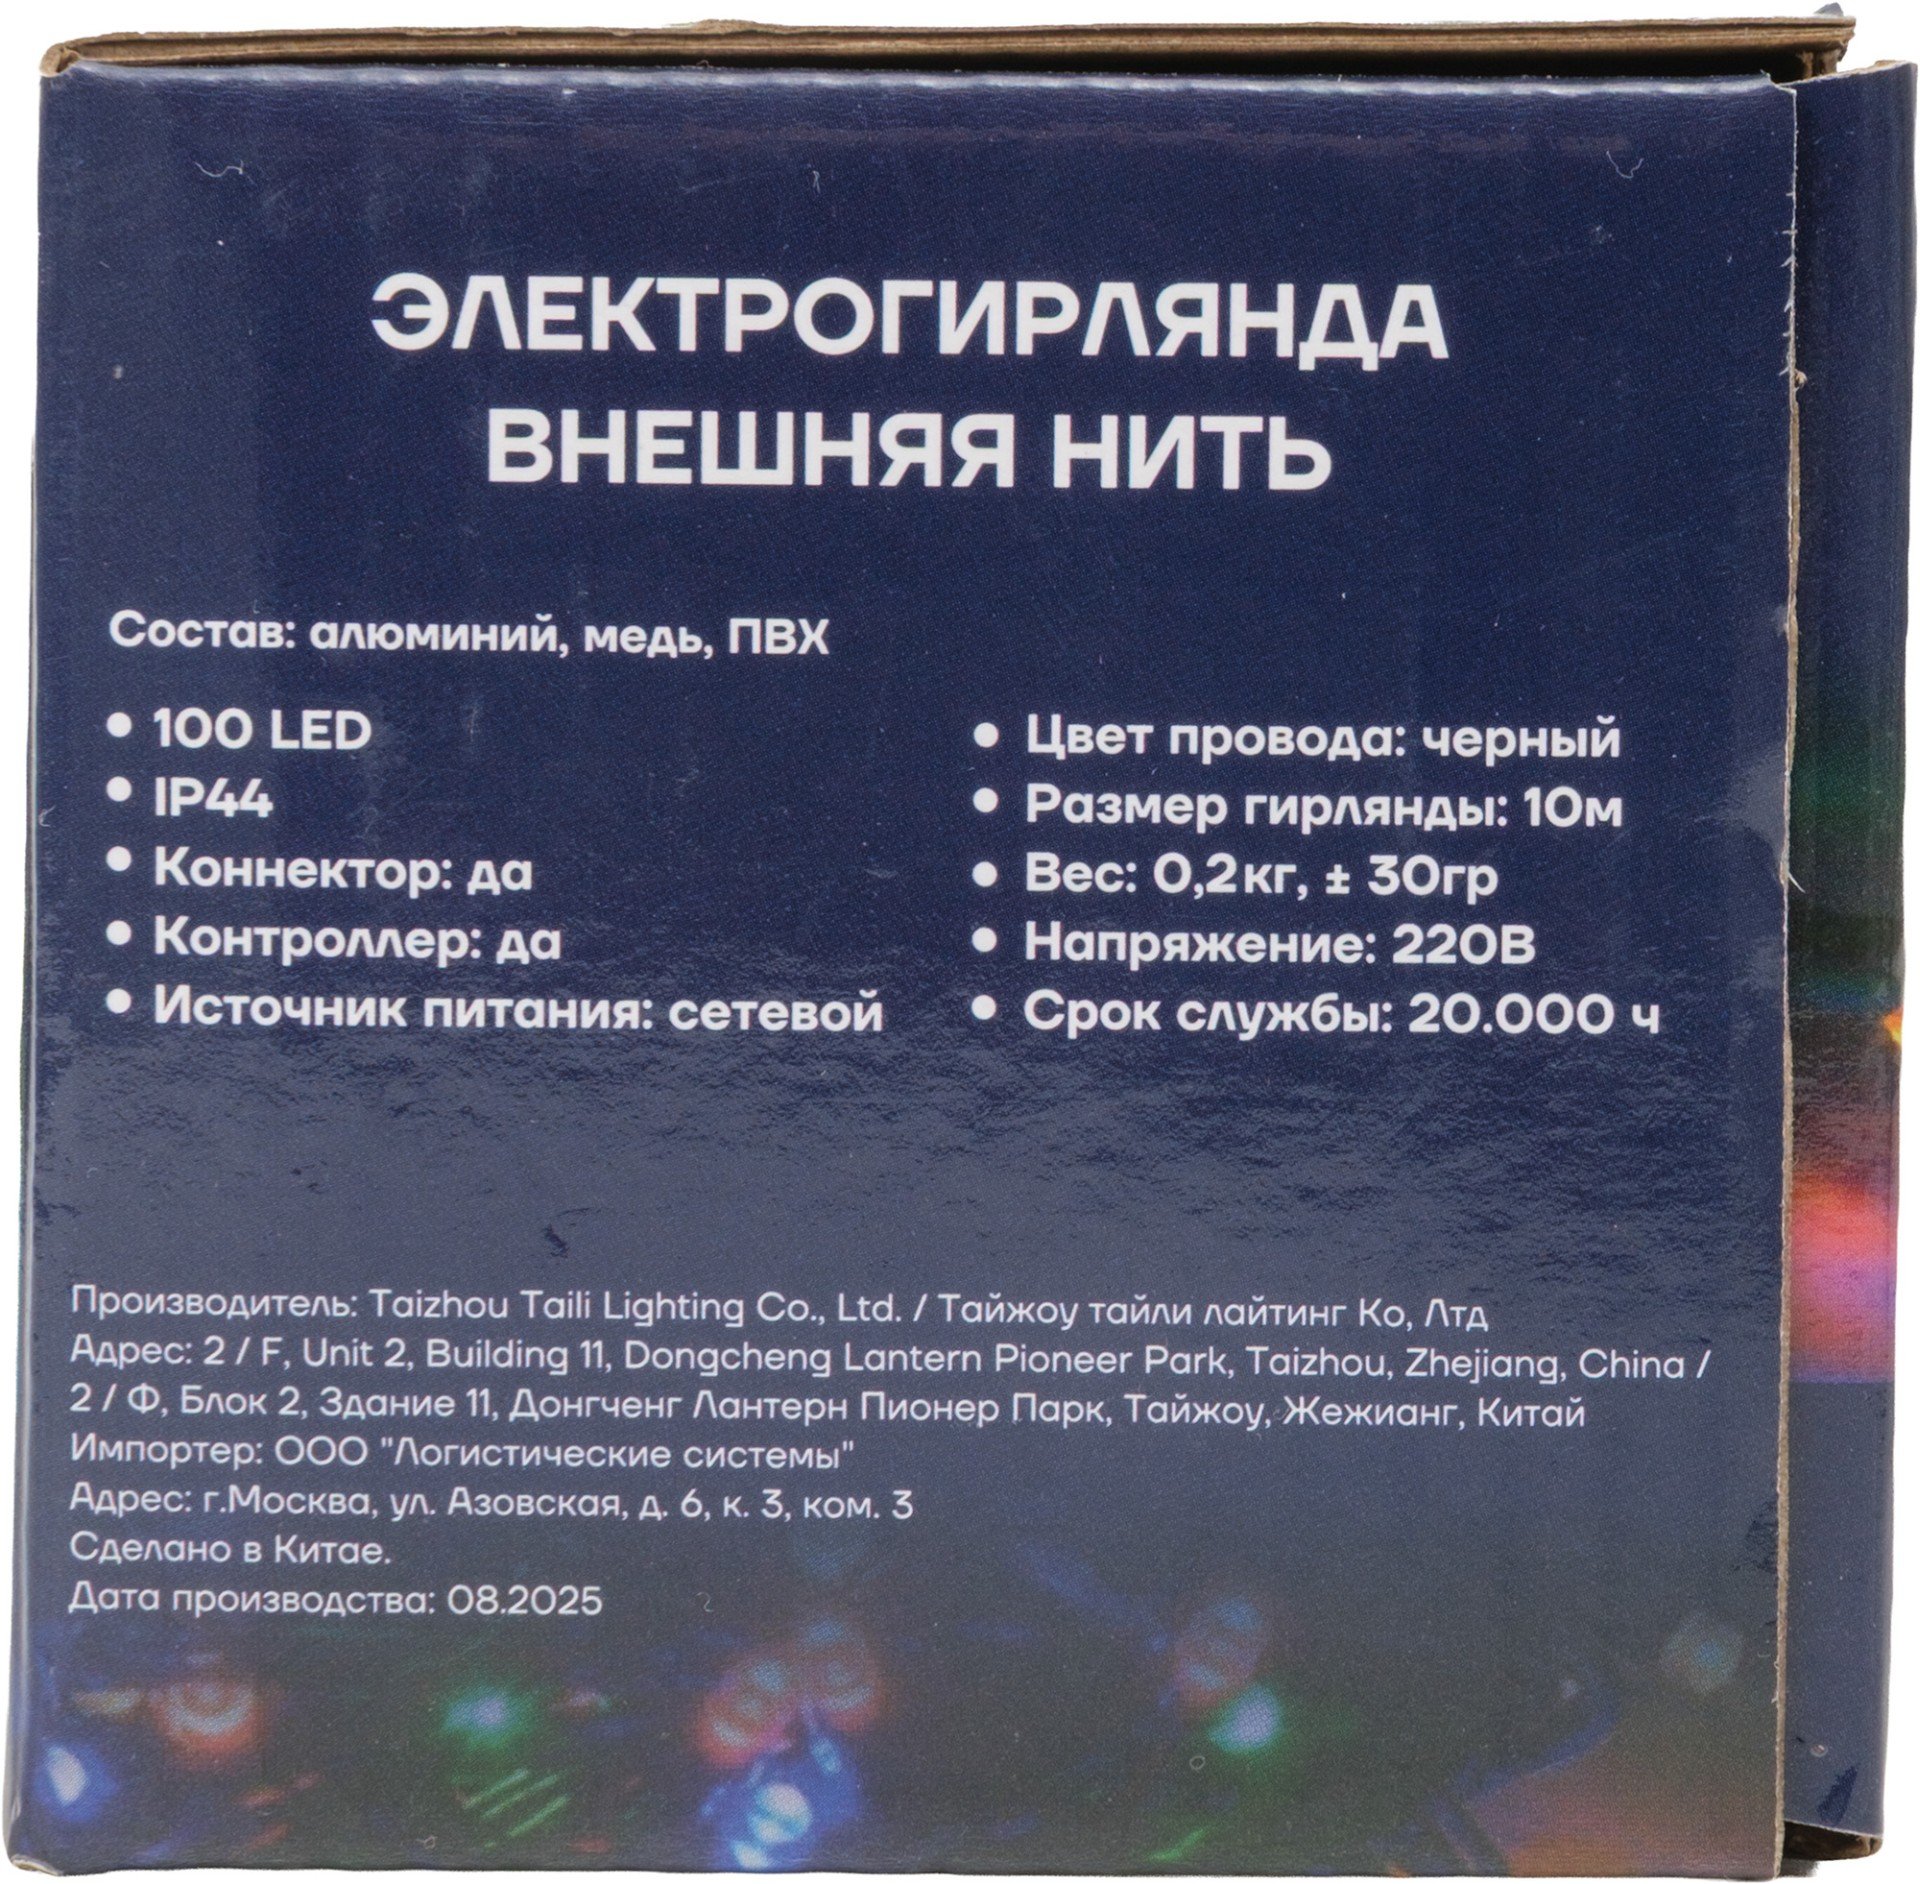 ЭЛЕКТРОГИРЛЯНДА
ВНЕШНЯЯ НИТЬ
Состав: алюминий, медь, ПВХ
• 100 LED
• IP44
• Коннектор: да
• Контроллер: да
• Источник питания: сетевой
• Цвет провода: черный
• Размер гирлянды: 10м
• Вес: 0,2кг, ± 30гр
• Напряжение: 220В
• Срок службы: 20.000 ч
Производитель: Taizhou Taili Lighting Co., Ltd. / Тайжоу тайли лайтинг Ко, Лтд
Адрес: 2 / F, Unit 2, Building 11, Dongcheng Lantern Pioneer Park, Taizhou, Zhejiang, China /
2 / Ф, Блок 2, Здание 11, Донгченг Лантерн Пионер Парк, Тайжоу, Жежианг, Китай
Импортер: ООО "Логистические системы"
Адрес: г.Москва, ул. Азовская, д. 6, к. 3, ком. 3
Сделано в Китае.
Дата производства: 08.2025